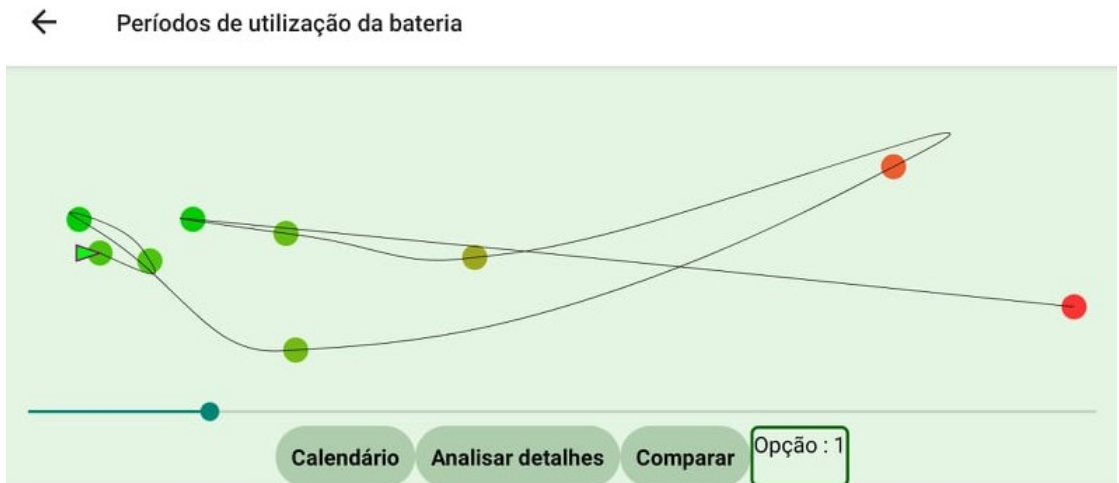 Períodos de utilização da bateria
Calendário Analisar detalhes Comparar Opção : 1